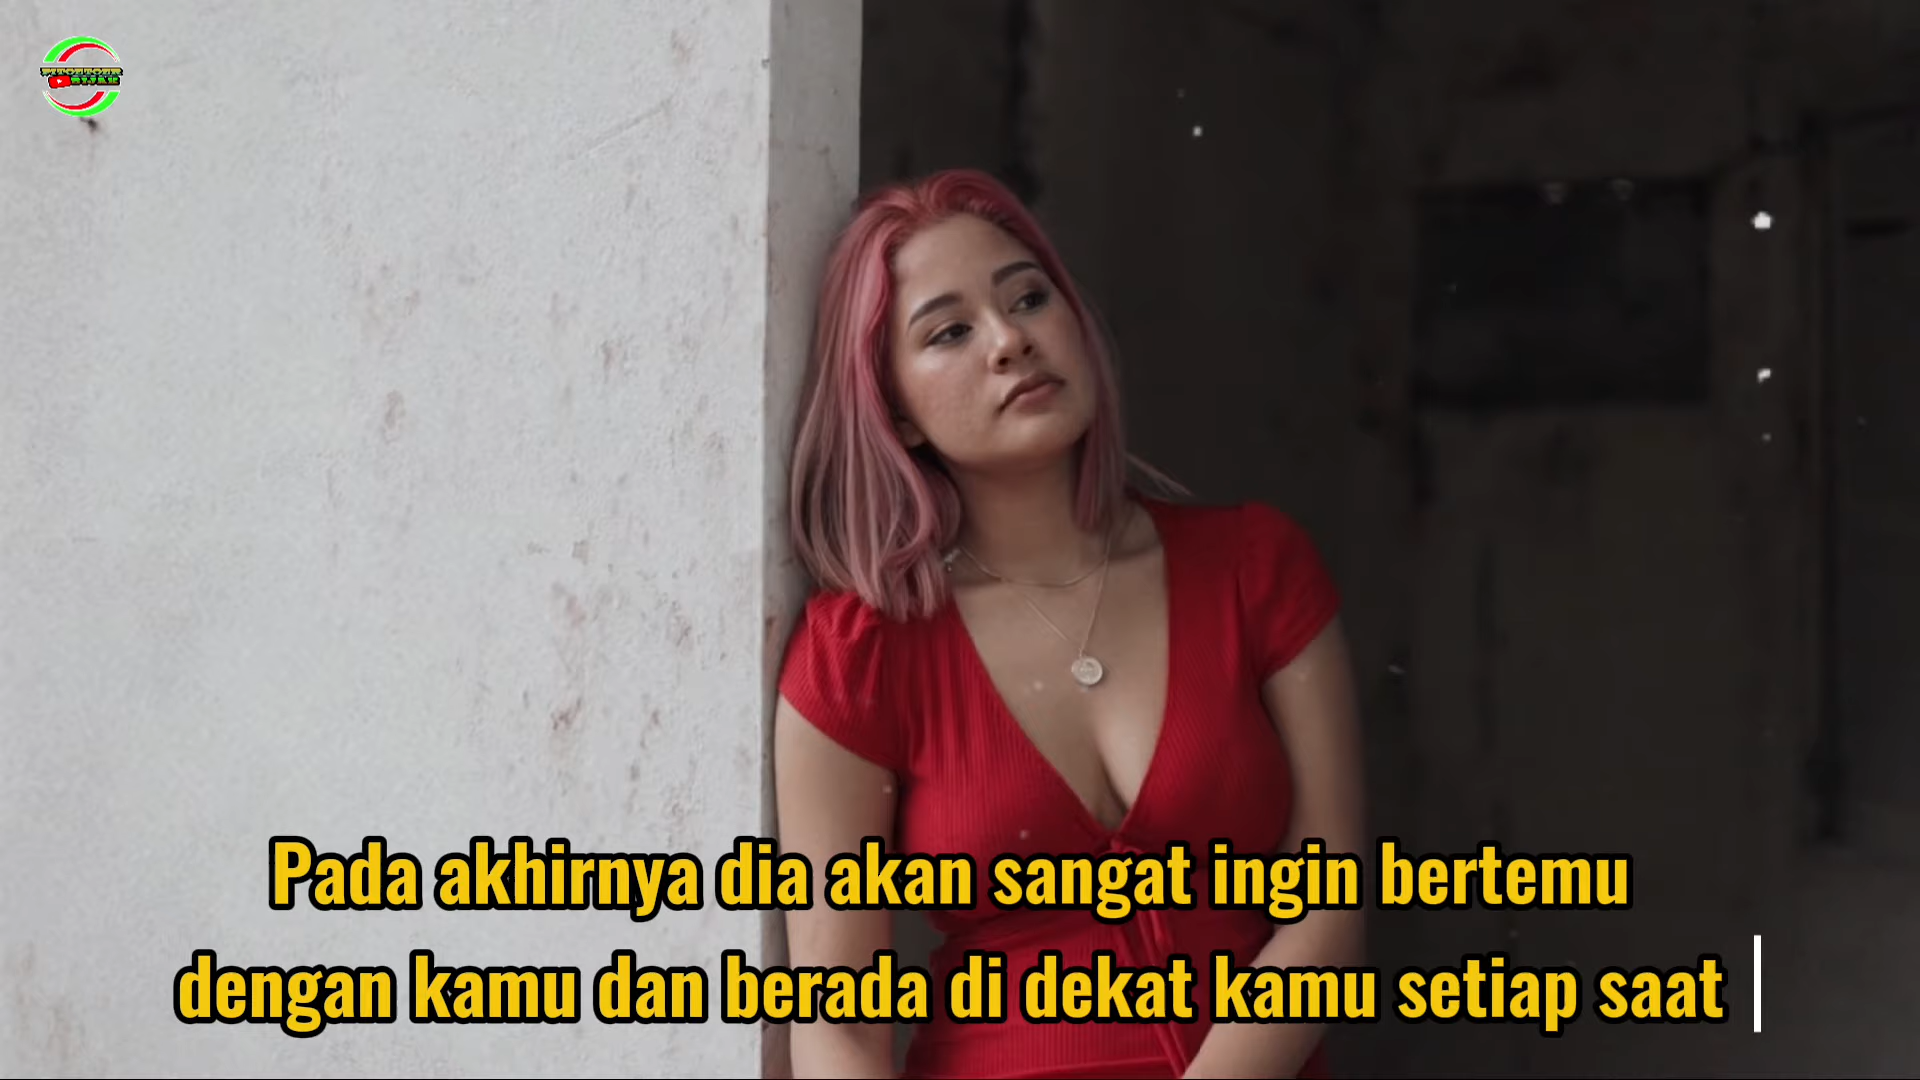 Pada akhirnya dia akan sangat ingin bertemu
dengan kamu dan berada di dekat kamu setiap saat